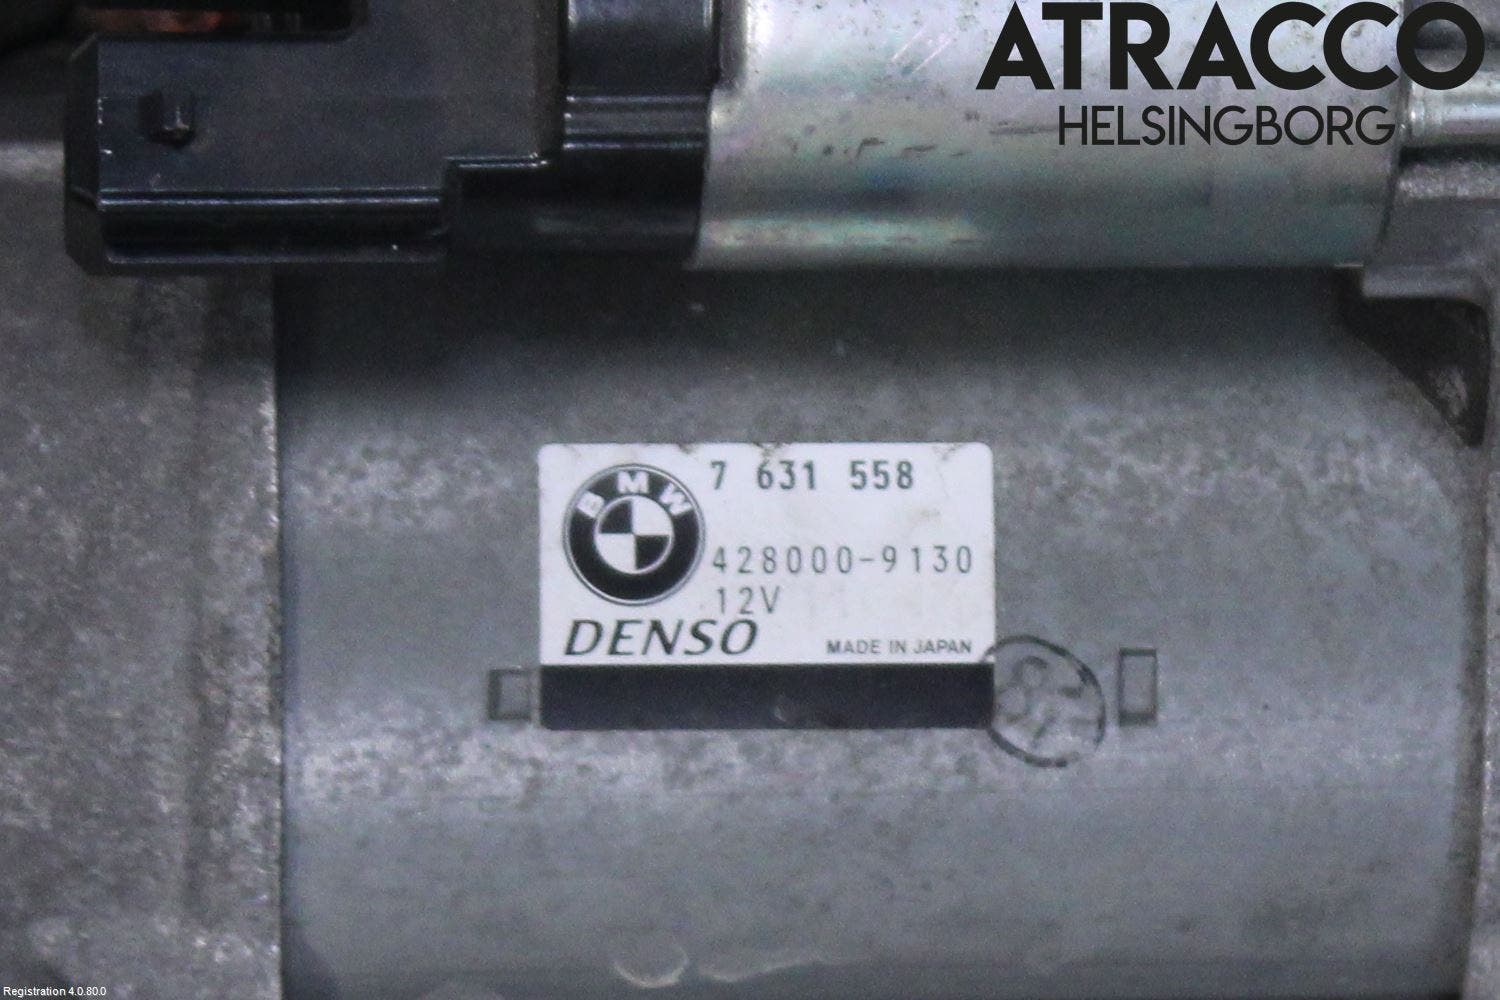 ATRACCO
HELSINGBORG
BMW
7 631 558
428000-9130
12V
DENSO
MADE IN JAPAN
Registration 4.0.80.0